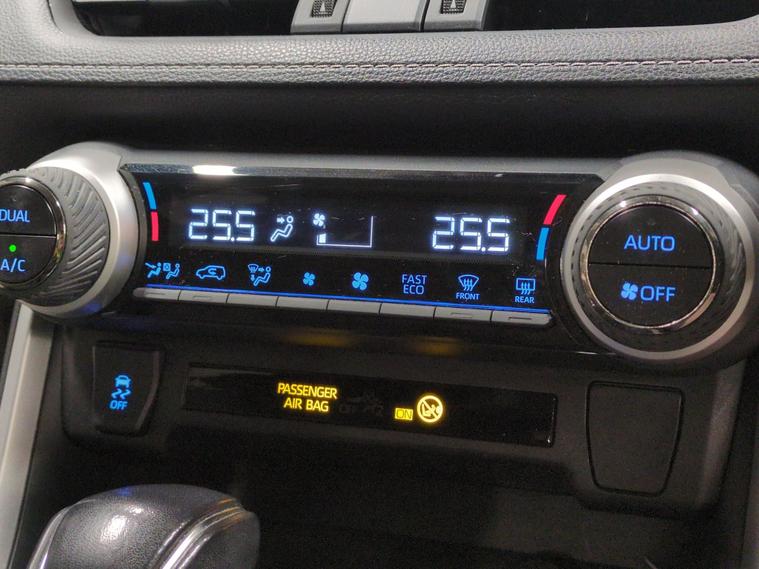 DUAL
A/C
25.5
25.5
AUTO
OFF
FAST
ECO
FRONT
REAR
OFF
PASSENGER
AIR BAG
ON